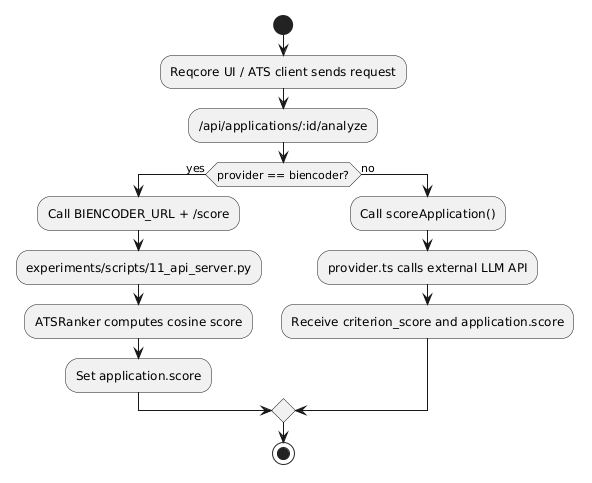 Reqcore UI / ATS client sends request
/api/applications/:id/analyze
yes
provider == biencoder?
no
Call BIENCODER_URL + /score
experiments/scripts/11_api_server.py
ATSRanker computes cosine score
Set application.score
Call scoreApplication()
provider.ts calls external LLM API
Receive criterion_score and application.score